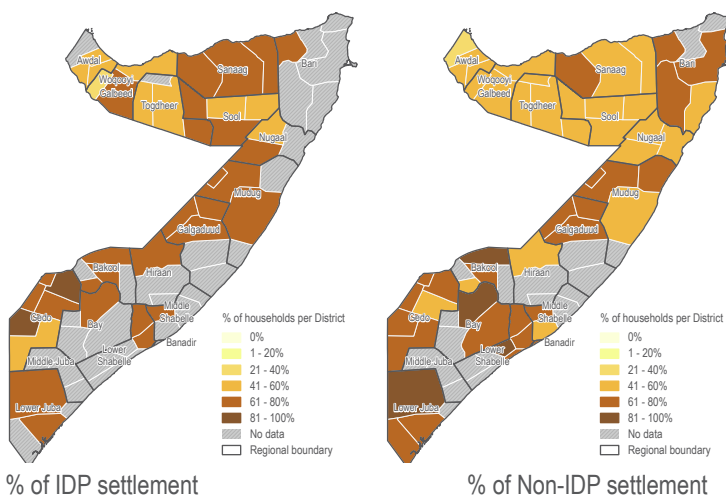 Awdal
Woqooyi
Galbeed
Togdheer
Sanaag
Sool
Bari
Nugaal
Mudug
Galgaduud
Hiraan
Bakool
Gedo
Bay
Middle
Shabelle
Banadir
Lower
Shabelle
Middle Juba
Lower Juba
% of households per District
0%
1 - 20%
21 - 40%
41 - 60%
61 - 80%
81 - 100%
No data
Regional boundary
% of IDP settlement
Awdal
Woqooyi
Galbeed
Togdheer
Sanaag
Sool
Bari
Nugaal
Mudug
Galgaduud
Hiraan
Bakool
Gedo
Bay
Middle
Shabelle
Banadir
Lower
Shabelle
Middle Juba
Lower Juba
% of households per District
0%
1 - 20%
21 - 40%
41 - 60%
61 - 80%
81 - 100%
No data
Regional boundary
% of Non-IDP settlement